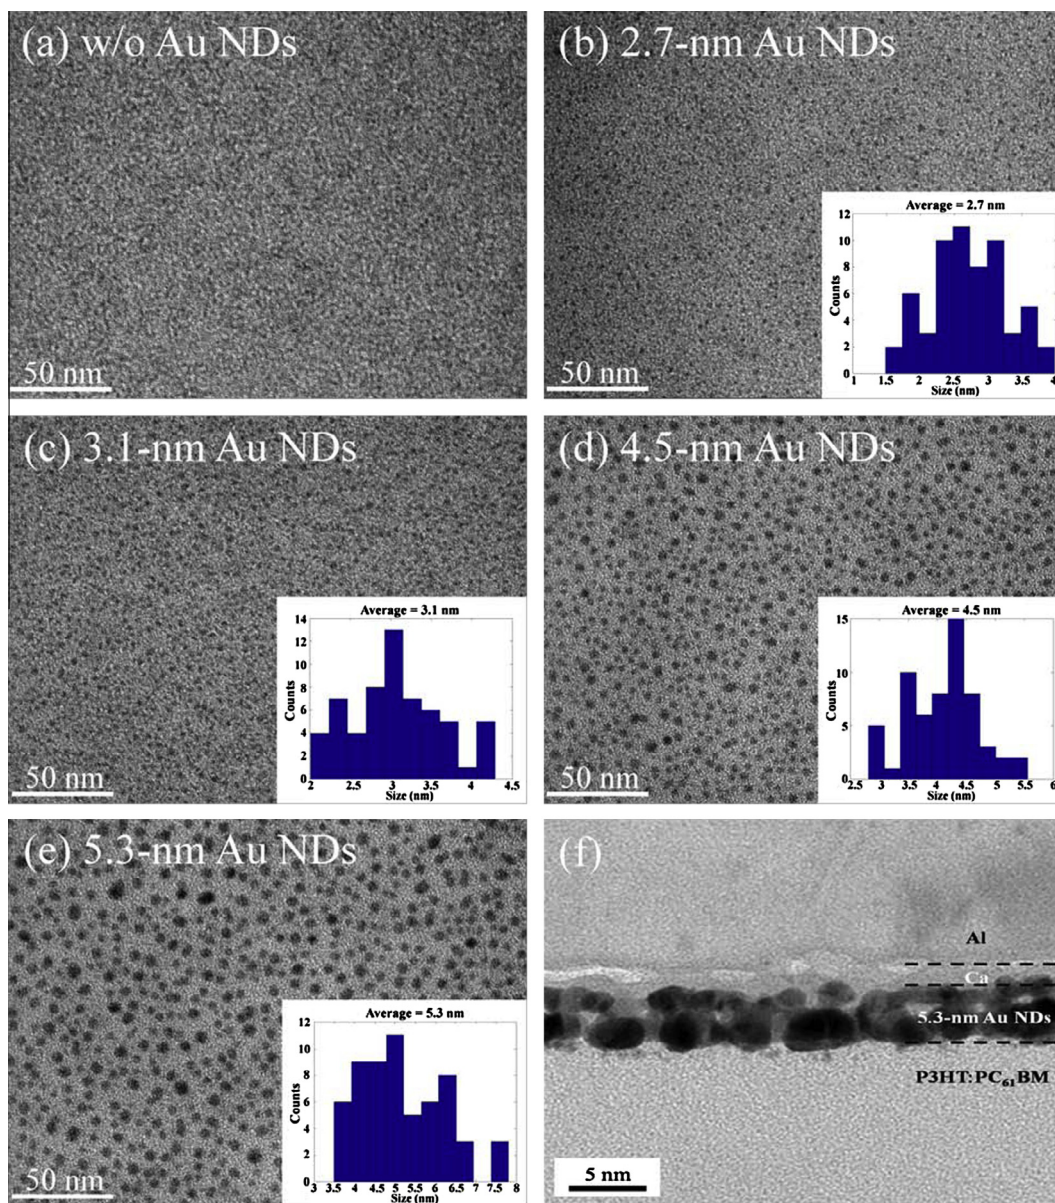 (a) w/o Au NDs
50 nm
(b) 2.7-nm Au NDs
Average = 2.7 nm
12
10
8
6
4
2
0
Counts
1 1.5 2 2.5 3 3.5 4
Size (nm)
50 nm
(c) 3.1-nm Au NDs
Average = 3.1 nm
14
12
10
8
6
4
2
0
Counts
2 2.5 3 3.5 4 4.5
Size (nm)
50 nm
(d) 4.5-nm Au NDs
Average = 4.5 nm
15
10
5
0
Counts
2.5 3 3.5 4 4.5 5 5.5 6
Size (nm)
50 nm
(e) 5.3-nm Au NDs
Average = 5.3 nm
12
10
8
6
4
2
0
Counts
3 3.5 4 4.5 5 5.5 6 6.5 7 7.5 8
Size (nm)
50 nm
(f)
Al
Ca
5.3-nm Au NDs
P3HT:PC₆₁BM
5 nm